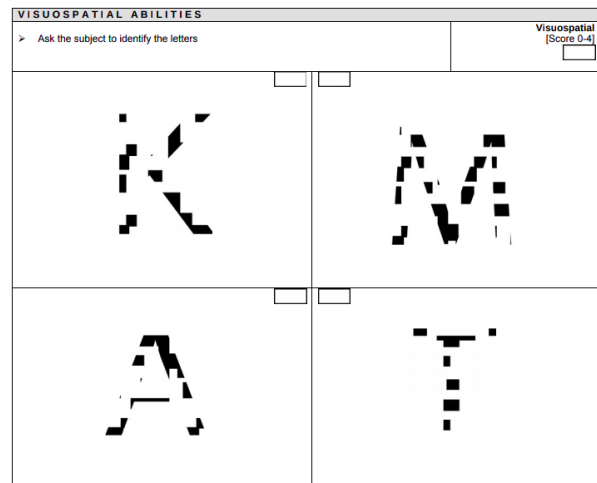 VISUOSPATIAL ABILITIES
➢ Ask the subject to identify the letters
Visuospatial
[Score 0-4]
K
M
A
T